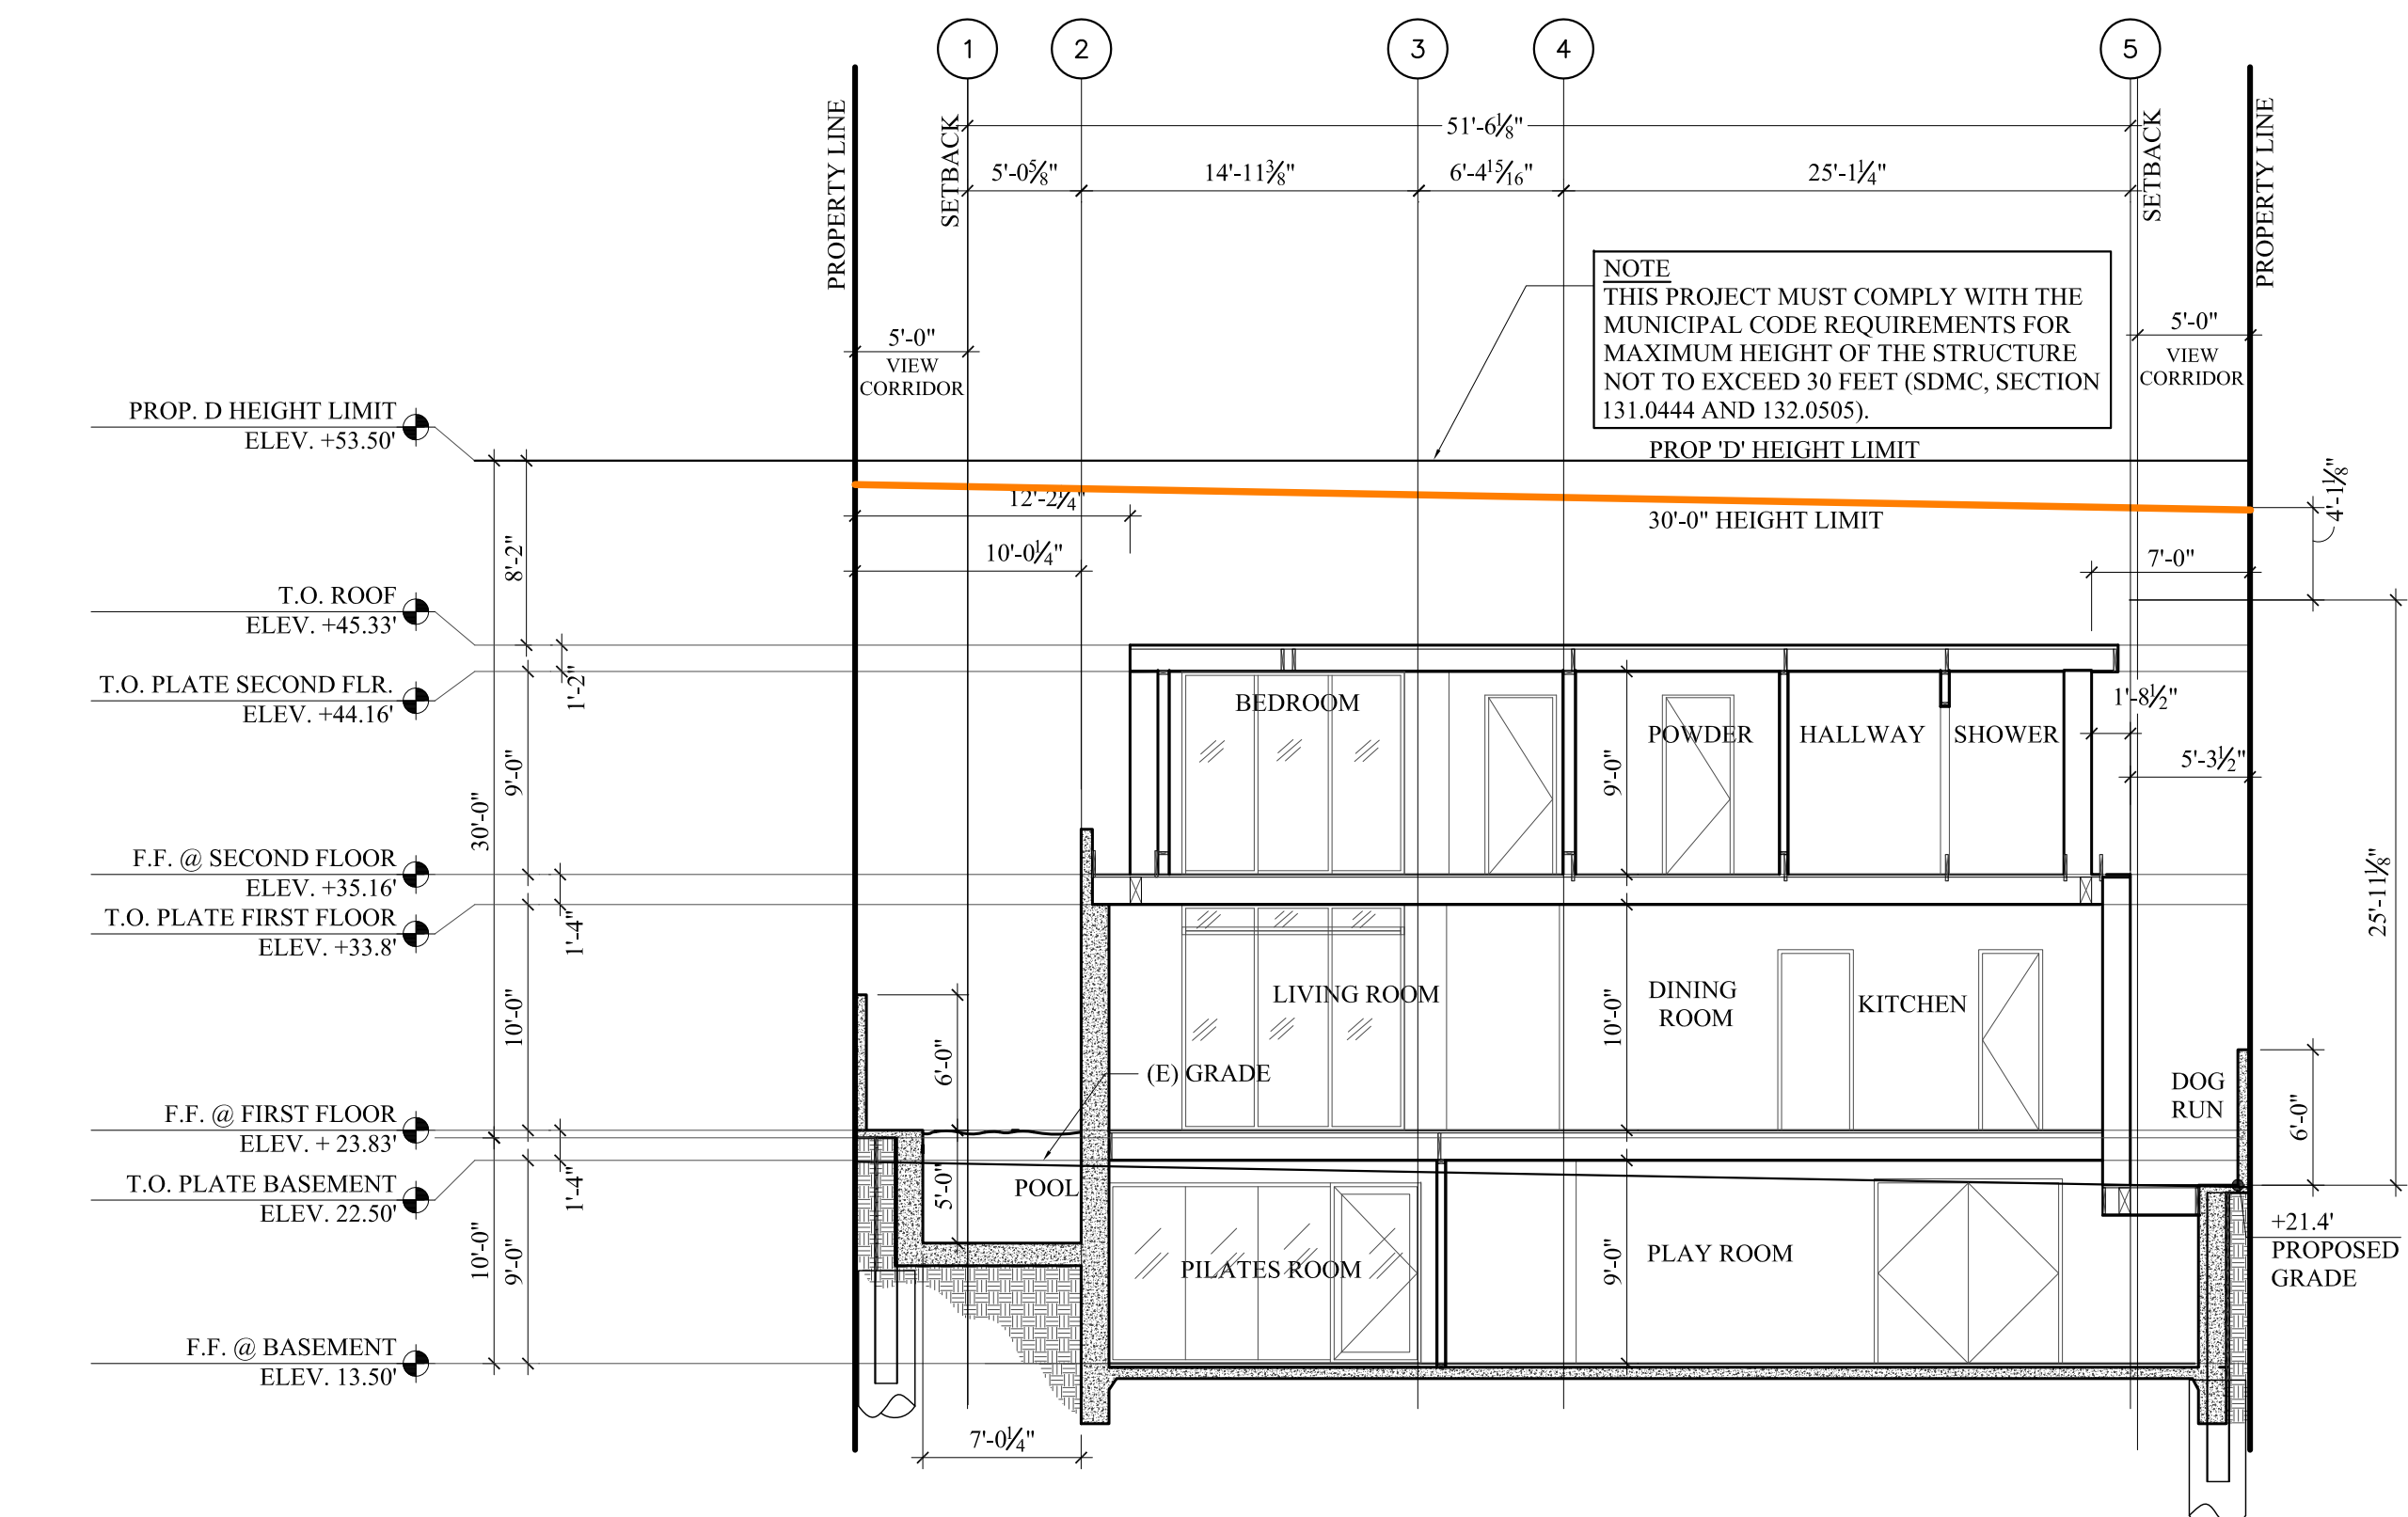 1
2
3
4
5
PROPERTY LINE
SETBACK
51'-6⅛"
5'-0⅝"
14'-11⅜"
6'-4¹⁵⁄₁₆"
25'-1¼"
SETBACK
PROPERTY LINE
NOTE
THIS PROJECT MUST COMPLY WITH THE
MUNICIPAL CODE REQUIREMENTS FOR
MAXIMUM HEIGHT OF THE STRUCTURE
NOT TO EXCEED 30 FEET (SDMC, SECTION
131.0444 AND 132.0505).
5'-0"
VIEW
CORRIDOR
5'-0"
VIEW
CORRIDOR
PROP. D HEIGHT LIMIT
ELEV. +53.50'
PROP 'D' HEIGHT LIMIT
12'-2¼"
30'-0" HEIGHT LIMIT
4'-1⅛"
8'-2"
10'-0¼"
7'-0"
T.O. ROOF
ELEV. +45.33'
T.O. PLATE SECOND FLR.
ELEV. +44.16'
1'-2"
BEDROOM
POWDER
HALLWAY
SHOWER
1'-8½"
5'-3½"
9'-0"
9'-0"
30'-0"
F.F. @ SECOND FLOOR
ELEV. +35.16'
T.O. PLATE FIRST FLOOR
ELEV. +33.8'
1'-4"
25'-11⅛"
LIVING ROOM
DINING
ROOM
KITCHEN
10'-0"
10'-0"
6'-0"
(E) GRADE
DOG
RUN
6'-0"
F.F. @ FIRST FLOOR
ELEV. + 23.83'
T.O. PLATE BASEMENT
ELEV. 22.50'
1'-4"
5'-0"
POOL
+21.4'
PROPOSED
GRADE
10'-0"
9'-0"
PILATES ROOM
9'-0"
PLAY ROOM
F.F. @ BASEMENT
ELEV. 13.50'
7'-0¼"